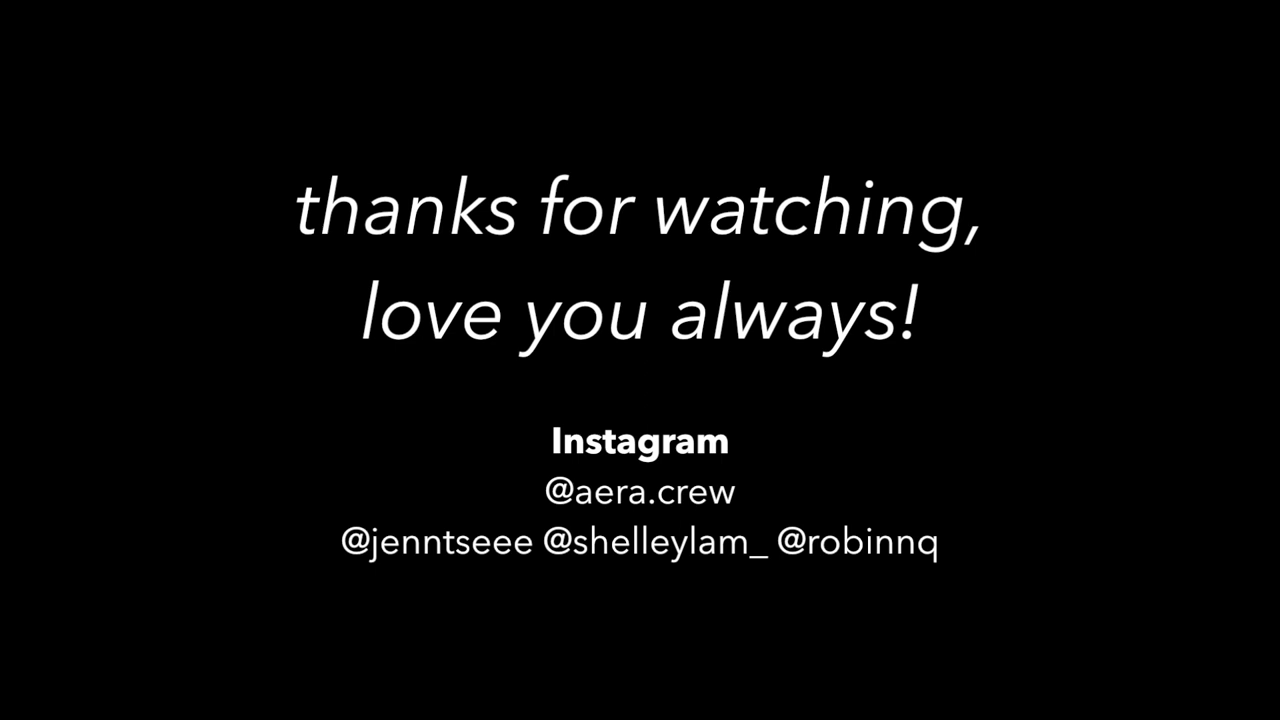 thanks for watching,
love you always!
Instagram
@aera.crew
@jenntseee @shelleylam_ @robinnq